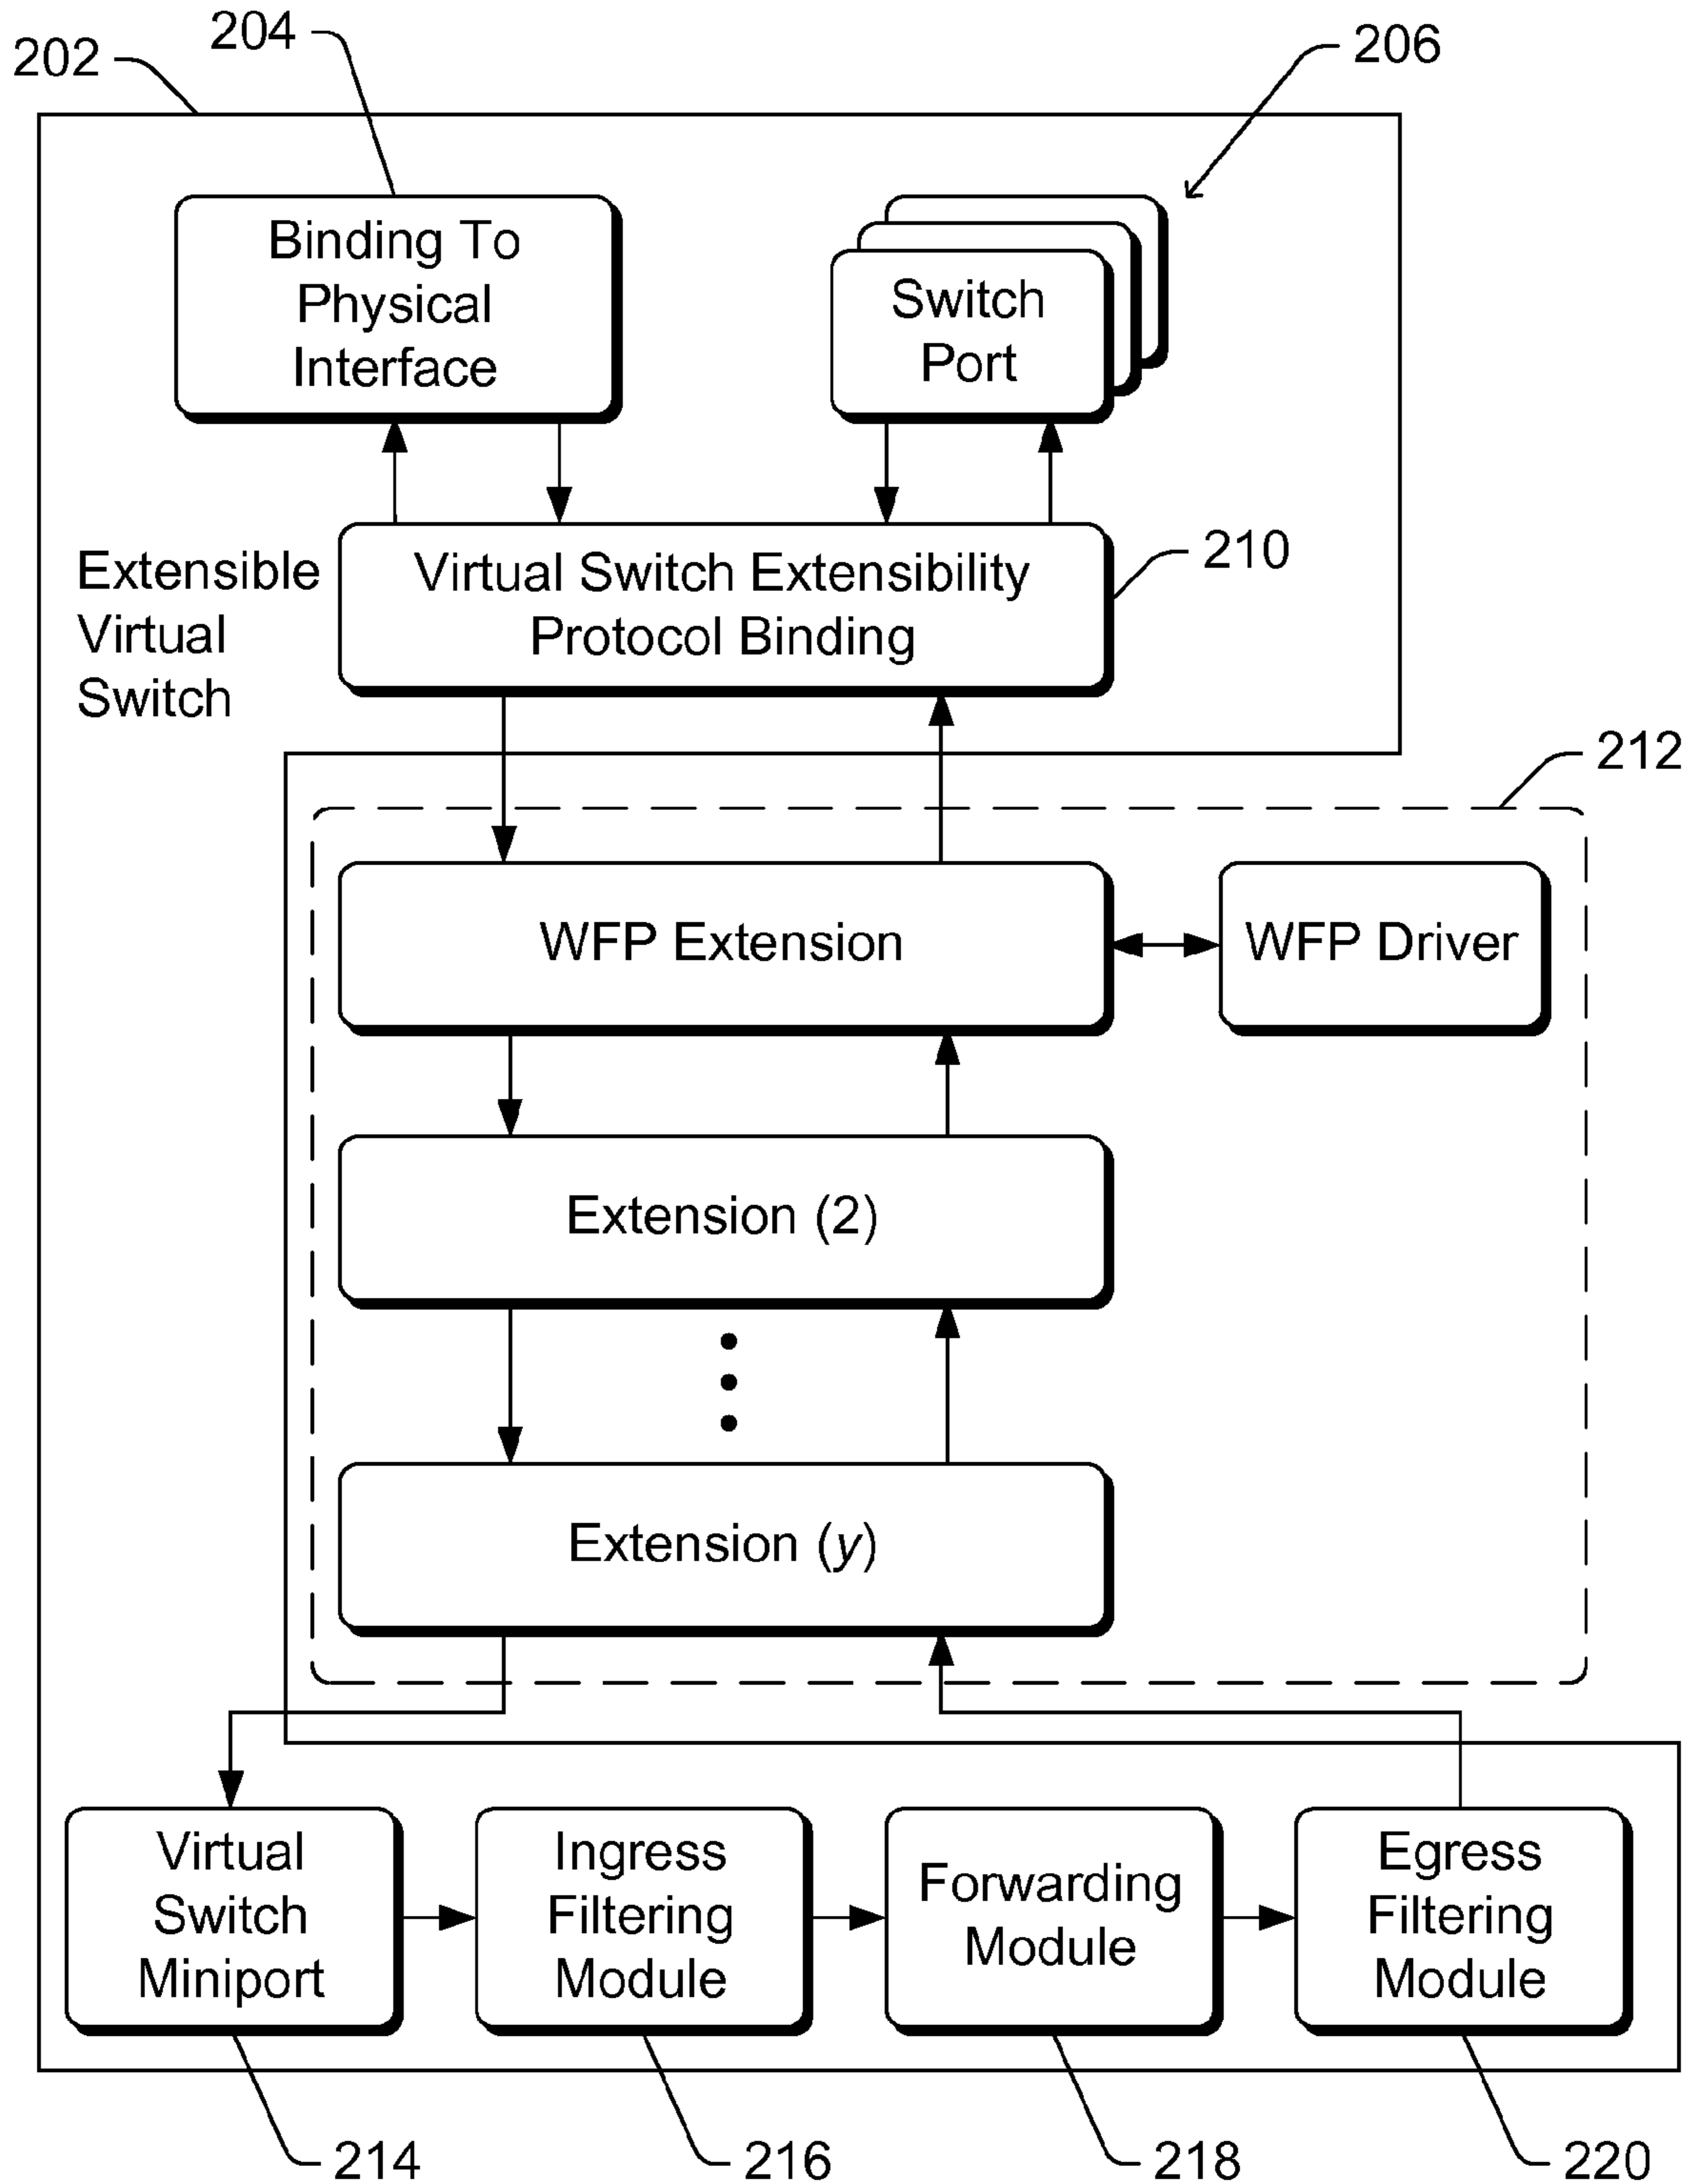 204
202
206
Binding To
Physical
Interface
Switch
Port
Extensible
Virtual
Switch
Virtual Switch Extensibility
Protocol Binding
210
212
WFP Extension
WFP Driver
Extension (2)
Extension (y)
Virtual
Switch
Miniport
Ingress
Filtering
Module
Forwarding
Module
Egress
Filtering
Module
214
216
218
220